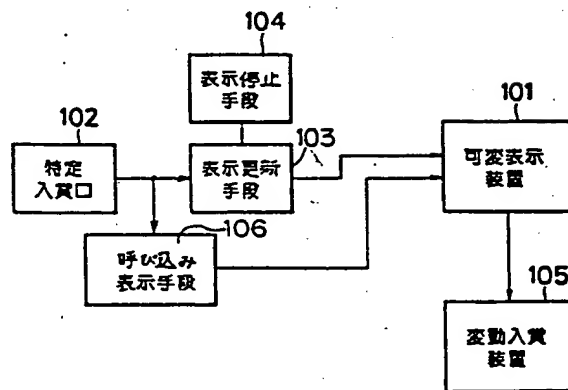 104
表示停止
手段
102
特定
入賞口
103
表示更新
手段
101
可変表示
装置
106
呼び込み
表示手段
105
変動入賞
装置